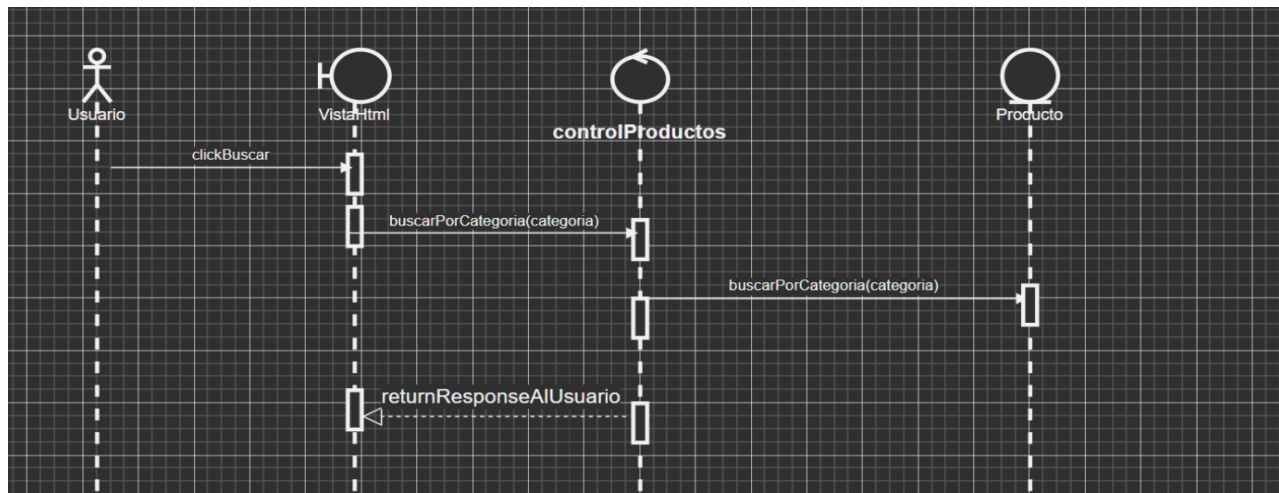 Usuario
VistaHtml
controlProductos
Producto
clickBuscar
buscarPorCategoria(categoria)
buscarPorCategoria(categoria)
returnResponseAlUsuario